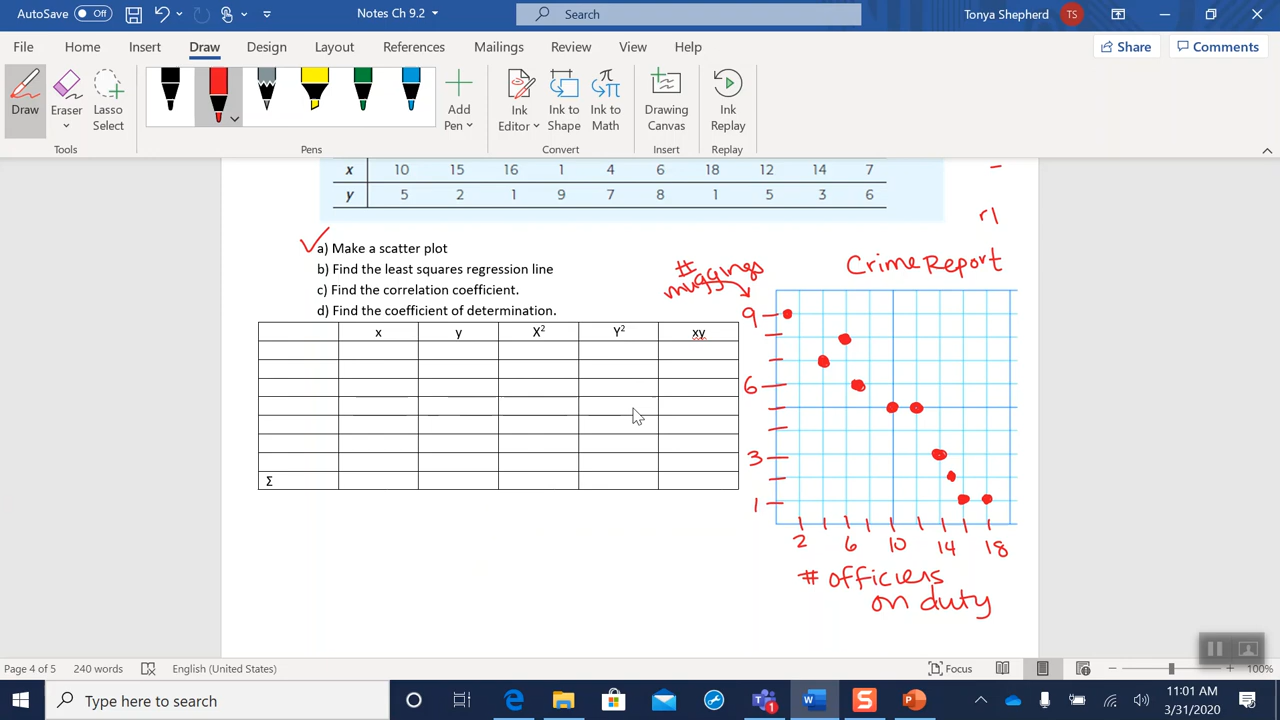 AutoSave Off Notes Ch 9.2 Search Tonya Shepherd TS
File Home Insert Draw Design Layout References Mailings Review View Help Share Comments
Draw Eraser Lasso Select Add Pen Ink Editor Ink to Shape Ink to Math Drawing Canvas Ink Replay
Tools Pens Convert Insert Replay
x 10 15 16 1 4 6 18 12 14 7
y 5 2 1 9 7 8 1 5 3 6
a) Make a scatter plot
b) Find the least squares regression line
c) Find the correlation coefficient.
d) Find the coefficient of determination.
x y X² Y² xy
Σ
# muggings
Crime Report
9
6
3
1
2 6 10 14 18
# officers
on duty
Page 4 of 5 240 words English (United States) Focus 100%
Type here to search 1 11:01 AM
3/31/2020